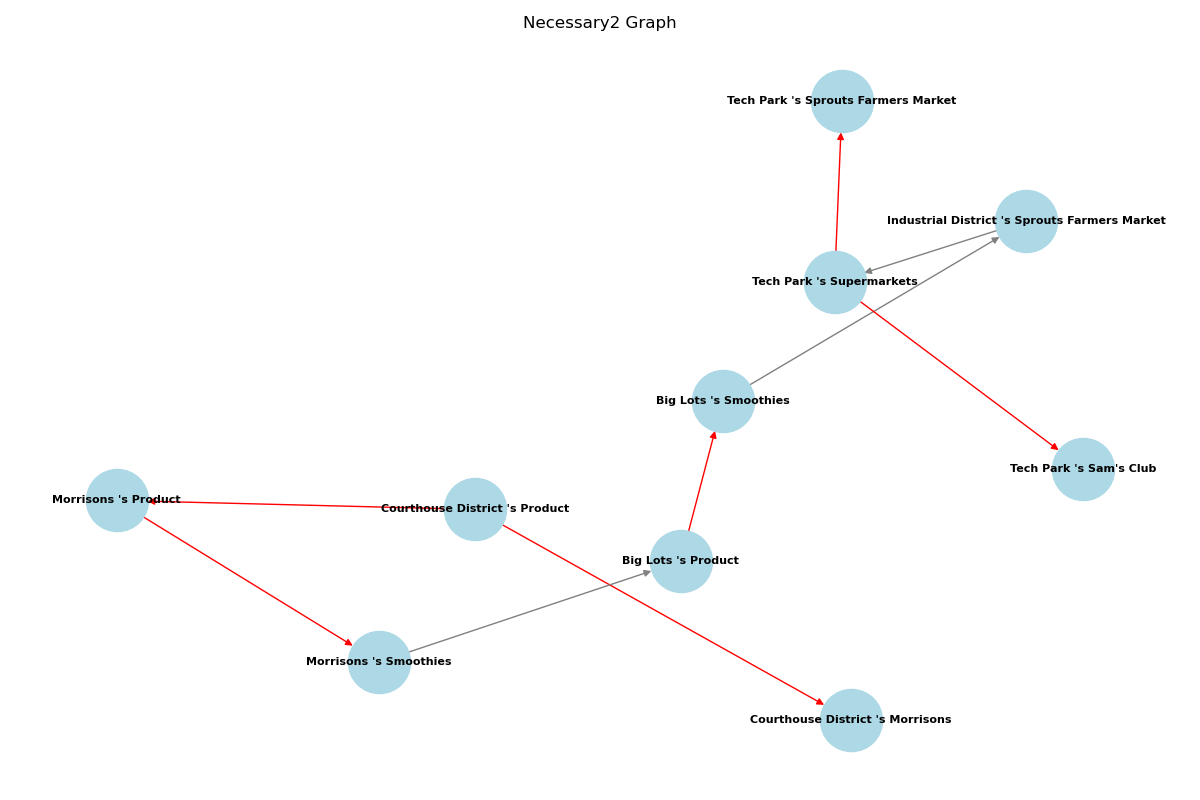 Necessary2 Graph
Tech Park 's Sprouts Farmers Market
Industrial District 's Sprouts Farmers Market
Tech Park 's Supermarkets
Big Lots 's Smoothies
Tech Park 's Sam's Club
Morrisons 's Product
Courthouse District 's Product
Big Lots 's Product
Morrisons 's Smoothies
Courthouse District 's Morrisons